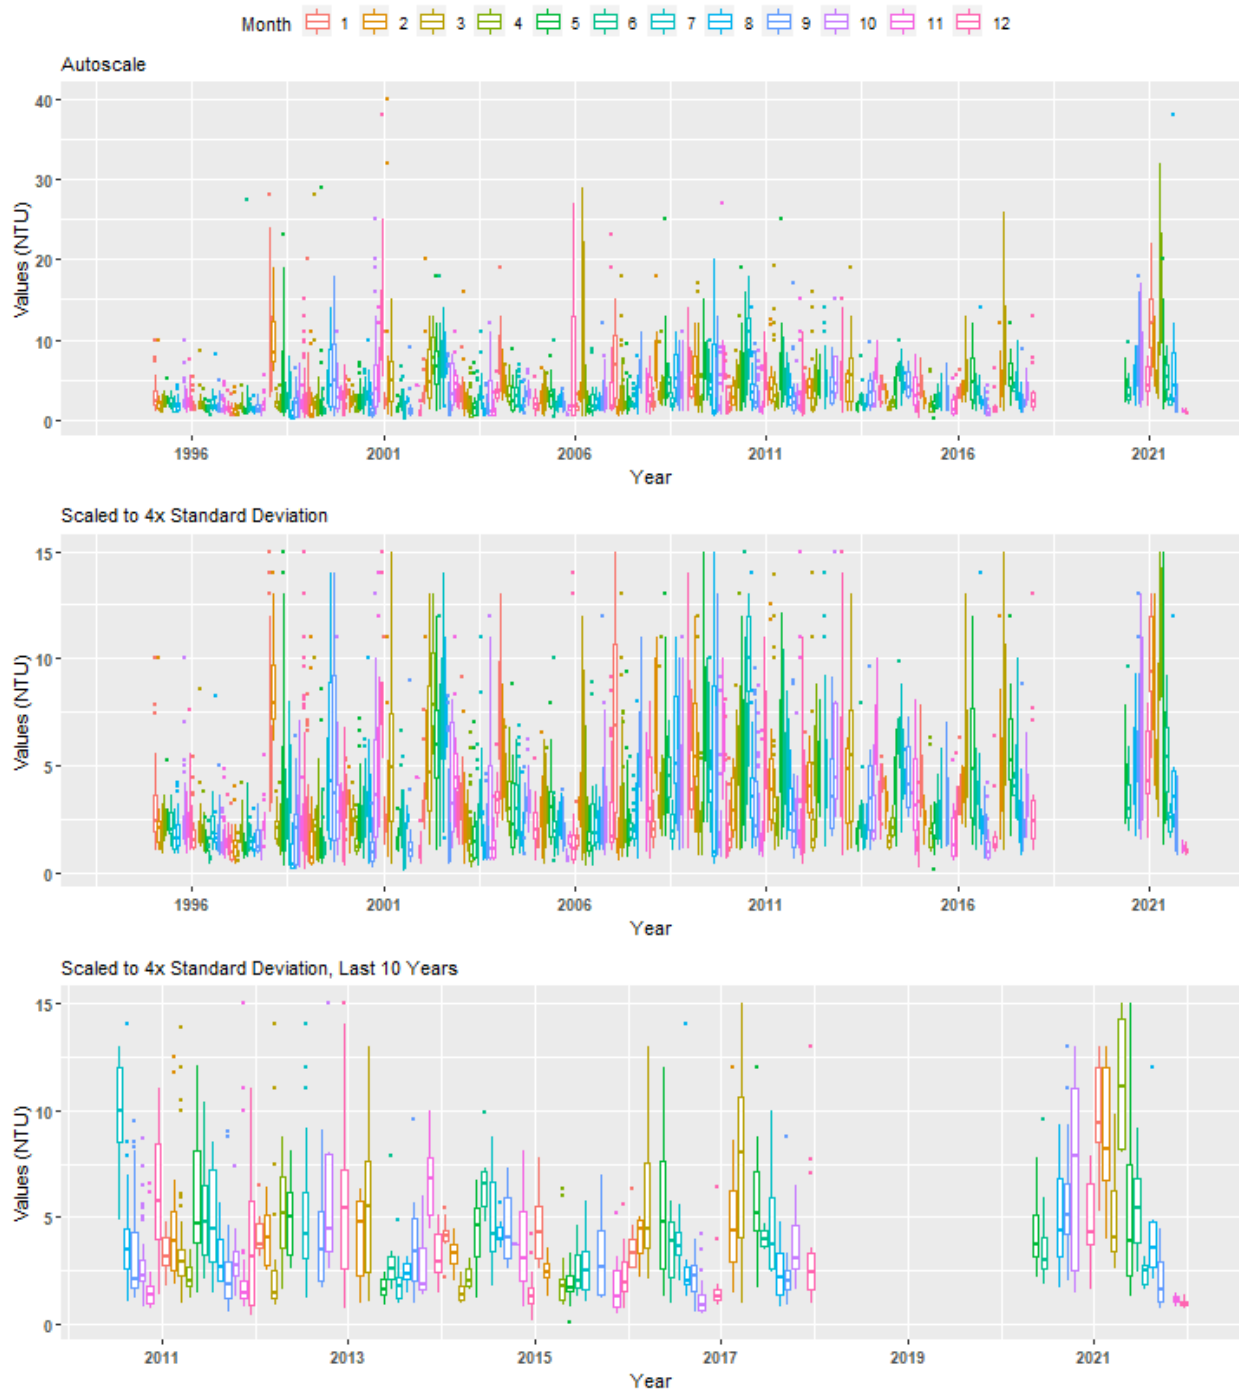 Month 1 2 3 4 5 6 7 8 9 10 11 12
Autoscale
Values (NTU)
40
30
20
10
0
1996 2001 2006 2011 2016 2021
Year
Scaled to 4x Standard Deviation
Values (NTU)
15
10
5
0
1996 2001 2006 2011 2016 2021
Year
Scaled to 4x Standard Deviation, Last 10 Years
Values (NTU)
15
10
5
0
2011 2013 2015 2017 2019 2021
Year